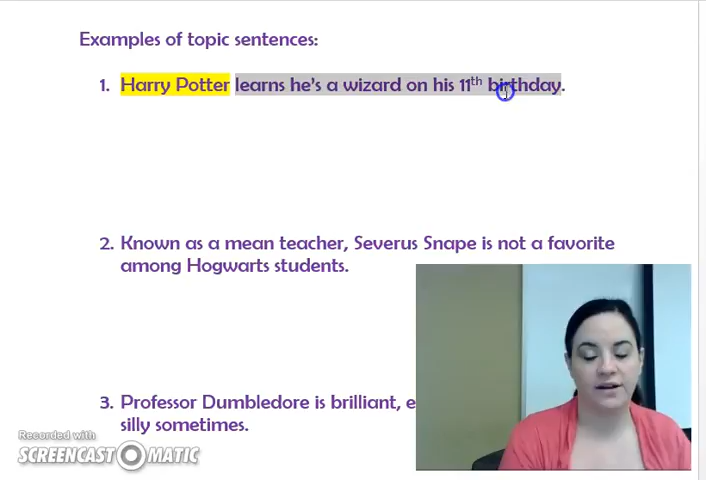 Examples of topic sentences:
1. Harry Potter learns he's a wizard on his 11th birthday.
2. Known as a mean teacher, Severus Snape is not a favorite
among Hogwarts students.
3. Professor Dumbledore is brilliant,
silly sometimes.
Recorded with
SCREENCAST O MATIC